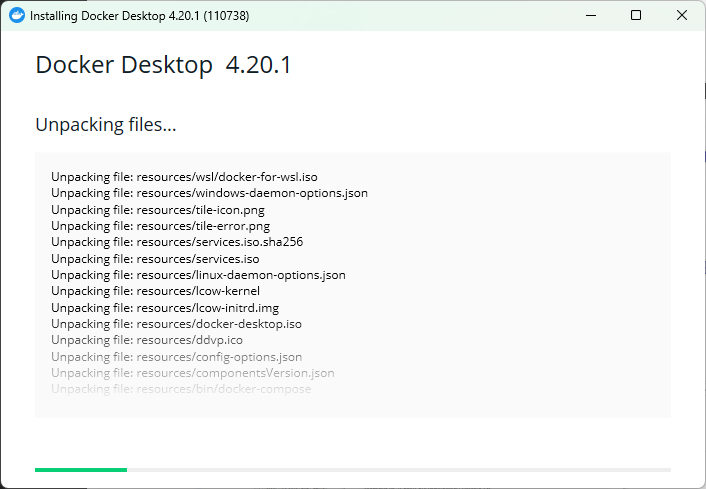 Installing Docker Desktop 4.20.1 (110738)
Docker Desktop 4.20.1
Unpacking files...
Unpacking file: resources/wsl/docker-for-wsl.iso
Unpacking file: resources/windows-daemon-options.json
Unpacking file: resources/tile-icon.png
Unpacking file: resources/tile-error.png
Unpacking file: resources/services.iso.sha256
Unpacking file: resources/services.iso
Unpacking file: resources/linux-daemon-options.json
Unpacking file: resources/lcow-kernel
Unpacking file: resources/lcow-initrd.img
Unpacking file: resources/docker-desktop.iso
Unpacking file: resources/ddvp.ico
Unpacking file: resources/config-options.json
Unpacking file: resources/componentsVersion.json
Unpacking file: resources/bin/docker-compose